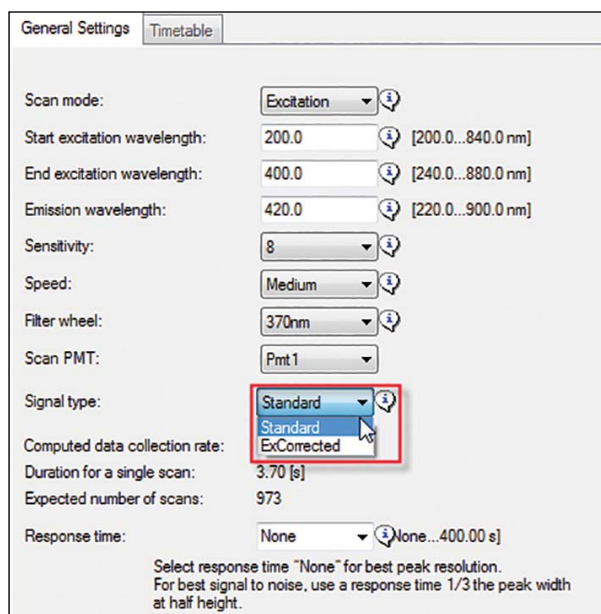 General Settings Timetable
Scan mode: Excitation
Start excitation wavelength: 200.0 [200.0...840.0 nm]
End excitation wavelength: 400.0 [240.0...880.0 nm]
Emission wavelength: 420.0 [220.0...900.0 nm]
Sensitivity: 8
Speed: Medium
Filter wheel: 370nm
Scan PMT: Pmt1
Signal type: Standard
Standard
Computed data collection rate: ExCorrected
Duration for a single scan: 3.70 [s]
Expected number of scans: 973
Response time: None None...400.00 s]
Select response time "None" for best peak resolution.
For best signal to noise, use a response time 1/3 the peak width
at half height.